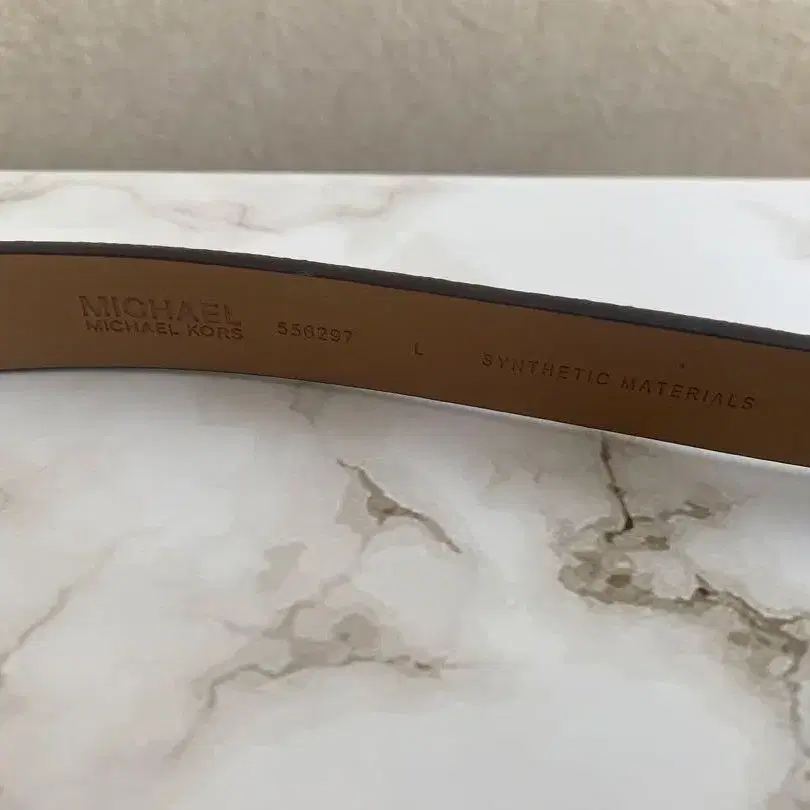 MICHAEL
MICHAEL KORS 556297 L SYNTHETIC MATERIALS